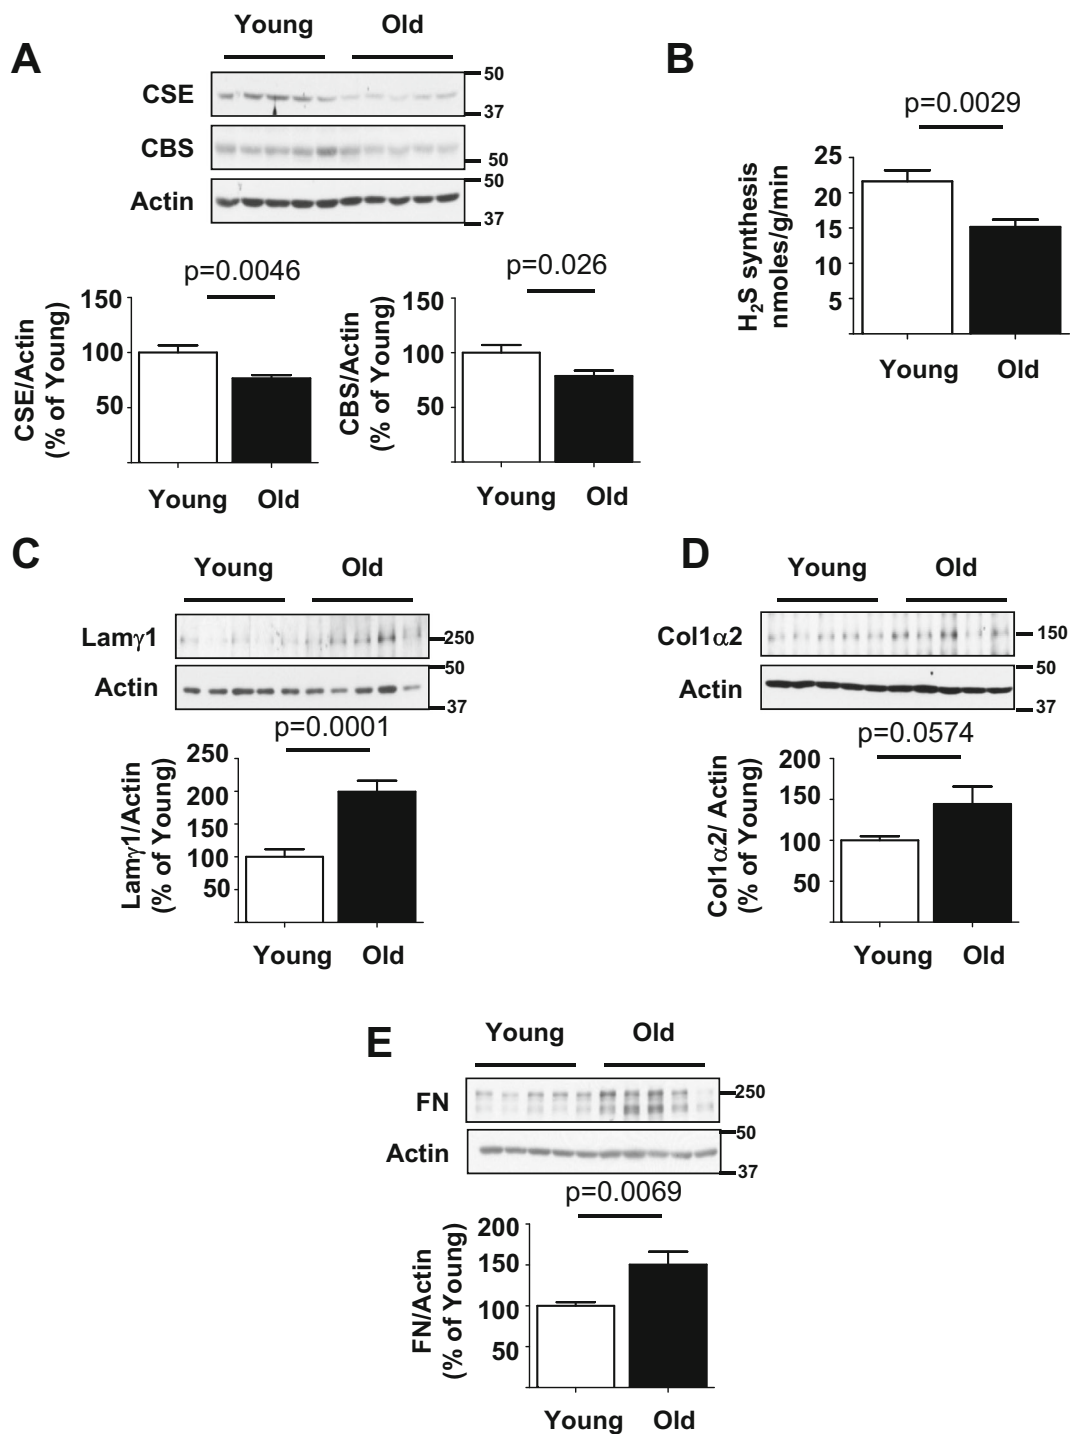 A
Young Old
CSE
50
37
CBS
50
Actin
50
37
p=0.0046
CSE/Actin
(% of Young)
150
100
50
Young Old
p=0.026
CBS/Actin
(% of Young)
150
100
50
Young Old
B
p=0.0029
H₂S synthesis
nmoles/g/min
25
20
15
10
5
Young Old
C
Young Old
Lamγ1
250
Actin
50
37
p=0.0001
Lamγ1/Actin
(% of Young)
250
200
150
100
50
Young Old
D
Young Old
Col1α2
150
Actin
50
37
p=0.0574
Col1α2/ Actin
(% of Young)
200
150
100
50
Young Old
E
Young Old
FN
250
Actin
50
37
p=0.0069
FN/Actin
(% of Young)
200
150
100
50
Young Old